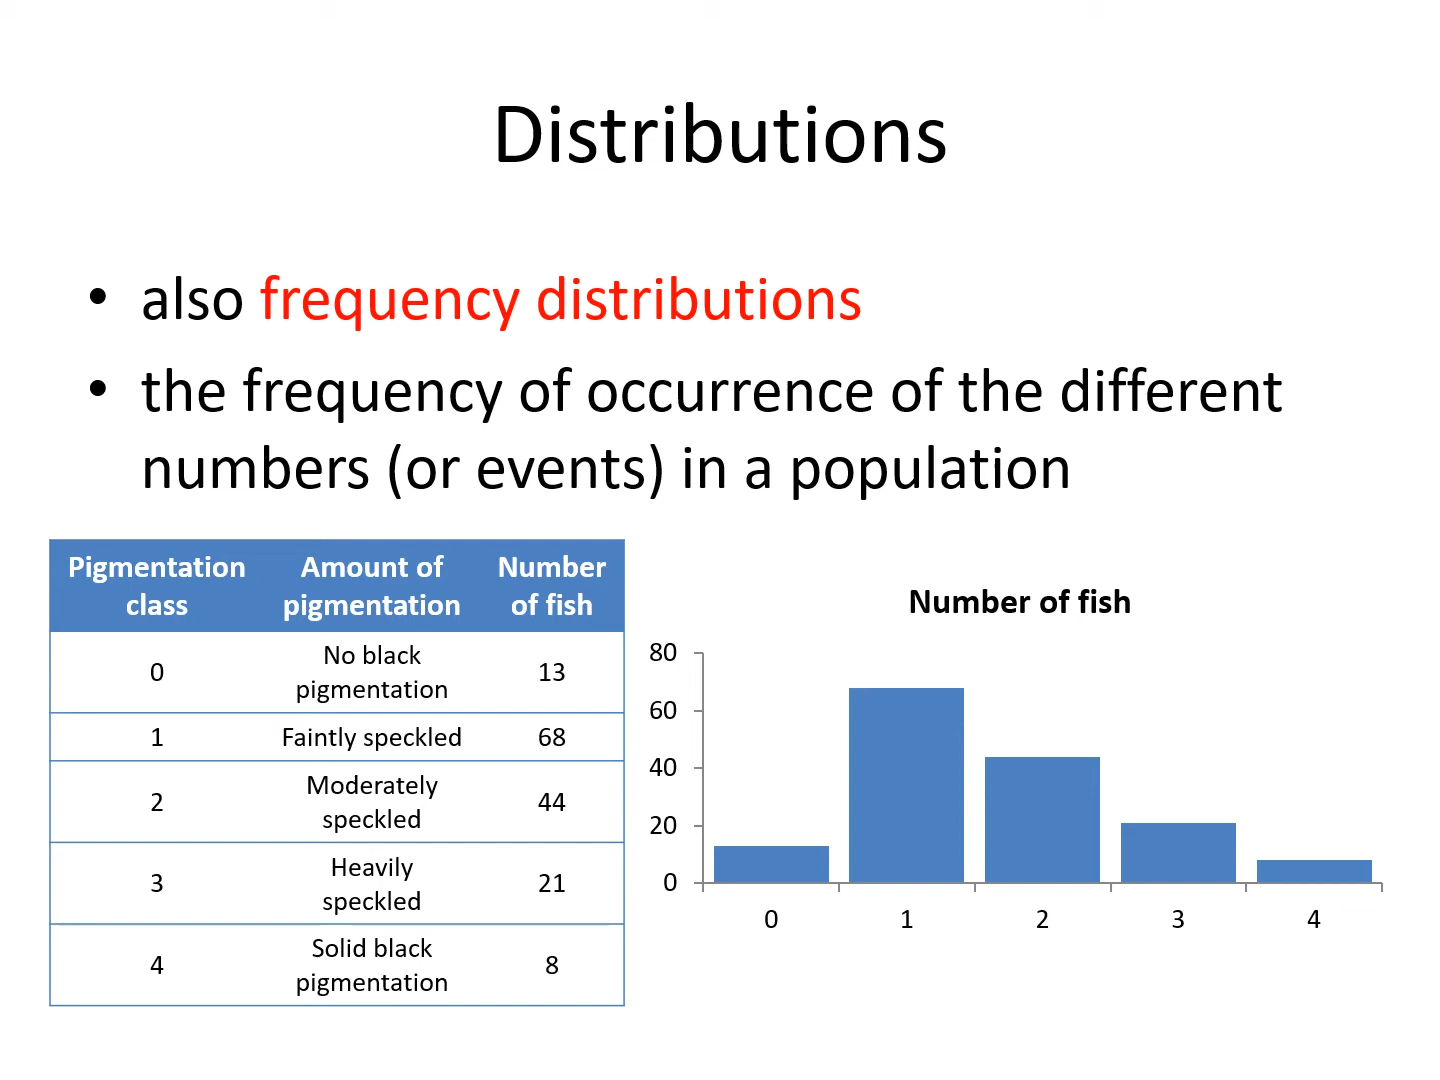 Distributions
• also frequency distributions
• the frequency of occurrence of the different
numbers (or events) in a population
Pigmentation class Amount of pigmentation Number of fish
0 No black pigmentation 13
1 Faintly speckled 68
2 Moderately speckled 44
3 Heavily speckled 21
4 Solid black pigmentation 8
Number of fish
80
60
40
20
0
0 1 2 3 4